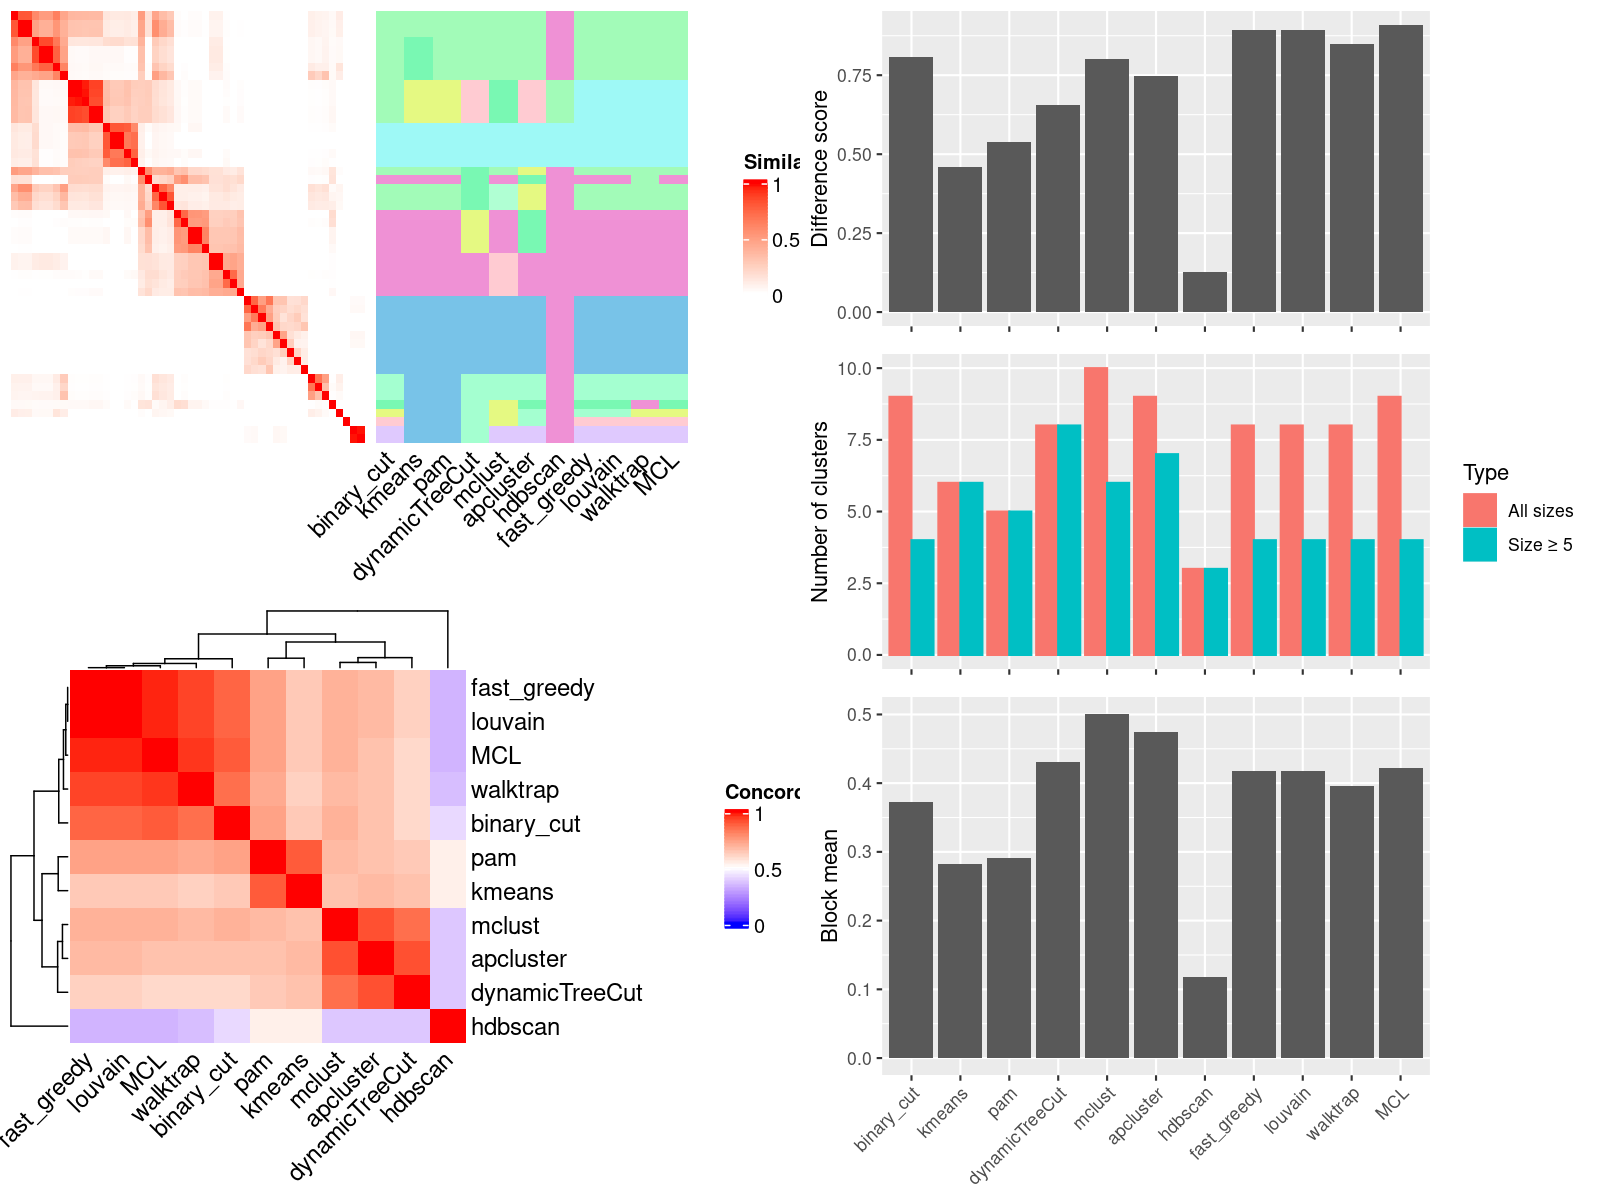 Simila
1
0.5
0
binary_cut
kmeans
pam
dynamicTreeCut
mclust
apcluster
hdbscan
fast_greedy
louvain
walktrap
MCL
fast_greedy
louvain
MCL
walktrap
binary_cut
pam
kmeans
mclust
apcluster
dynamicTreeCut
hdbscan
fast_greedy
louvain
MCL
walktrap
binary_cut
pam
kmeans
mclust
apcluster
dynamicTreeCut
hdbscan
Concord
1
0.5
0
Difference score
0.75
0.50
0.25
0.00
Number of clusters
10.0
7.5
5.0
2.5
0.0
Type
All sizes
Size ≥ 5
Block mean
0.5
0.4
0.3
0.2
0.1
0.0
binary_cut
kmeans
pam
dynamicTreeCut
mclust
apcluster
hdbscan
fast_greedy
louvain
walktrap
MCL